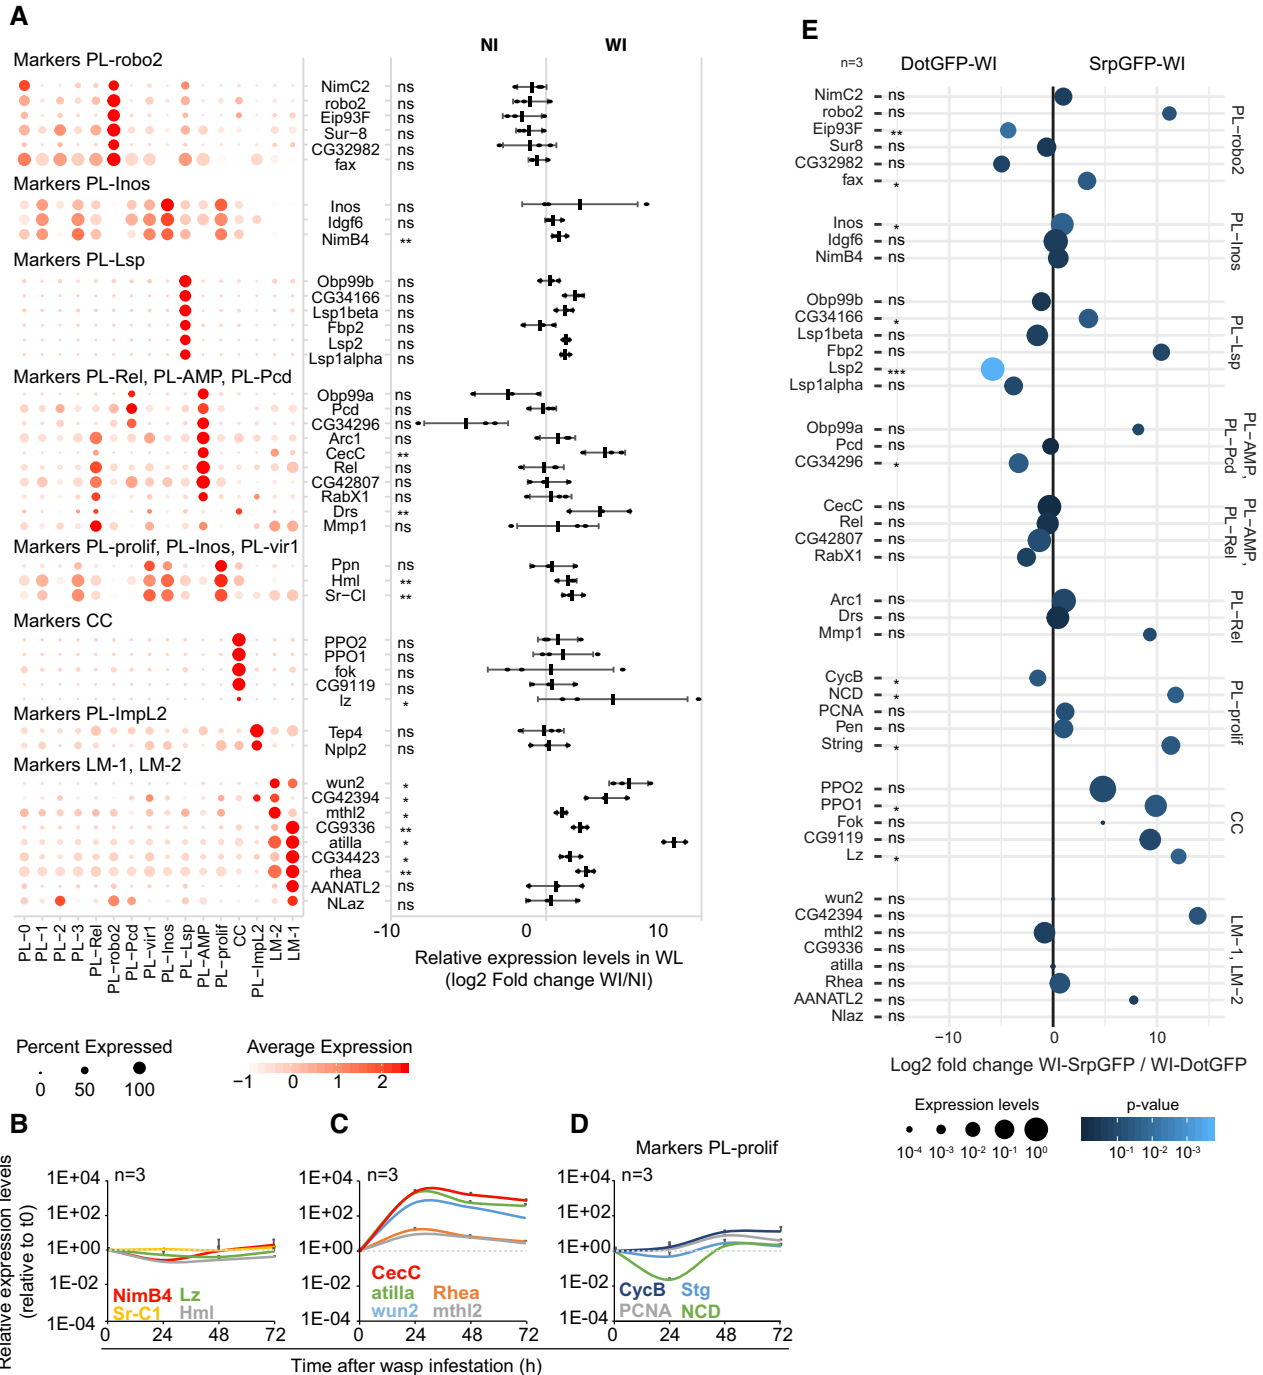 A
NI
WI
Markers PL-robo2
NimC2 ns
robo2 ns
Eip93F ns
Sur-8 ns
CG32982 ns
fax ns
Markers PL-Inos
Inos ns
Idgf6 ns
NimB4 **
Markers PL-Lsp
Obp99b ns
CG34166 ns
Lsp1beta ns
Fbp2 ns
Lsp2 ns
Lsp1alpha ns
Markers PL-Rel, PL-AMP, PL-Pcd
Obp99a ns
Pcd ns
CG34296 ns
Arc1 ns
CecC **
Rel ns
CG42807 ns
RabX1 ns
Drs **
Mmp1 ns
Markers PL-prolif, PL-Inos, PL-vir1
Ppn ns
Hml **
Sr-CI **
Markers CC
PPO2 ns
PPO1 ns
fok ns
CG9119 ns
lz *
Markers PL-ImpL2
Tep4 ns
Nplp2 ns
Markers LM-1, LM-2
wun2 *
CG42394 *
mthl2 *
CG9336 **
atilla *
CG34423 *
rhea **
AANATL2 ns
NLaz ns
PL-0
PL-1
PL-2
PL-3
PL-Rel
PL-robo2
PL-Pcd
PL-vir1
PL-Inos
PL-Lsp
PL-AMP
PL-prolif
CC
PL-ImpL2
LM-2
LM-1
-10 0 10
Relative expression levels in WL
(log2 Fold change WI/NI)
Percent Expressed
0 50 100
Average Expression
−1 0 1 2
E
n=3
DotGFP-WI
SrpGFP-WI
NimC2 ns
robo2 ns
Eip93F **
Sur8 ns
CG32982 ns
fax *
PL-robo2
Inos *
Idgf6 ns
NimB4 ns
PL-Inos
Obp99b ns
CG34166 *
Lsp1beta ns
Fbp2 ns
Lsp2 ***
Lsp1alpha ns
PL-Lsp
Obp99a ns
Pcd ns
CG34296 *
PL-AMP,
PL-Pcd
CecC ns
Rel ns
CG42807 ns
RabX1 ns
PL-AMP,
PL-Rel
Arc1 ns
Drs ns
Mmp1 ns
PL-Rel
CycB *
NCD *
PCNA ns
Pen ns
String *
PL-prolif
PPO2 ns
PPO1 *
Fok ns
CG9119 ns
Lz *
CC
wun2 ns
CG42394 ns
mthl2 ns
CG9336 ns
atilla ns
Rhea ns
AANATL2 ns
Nlaz ns
LM-1, LM-2
−10 0 10
Log2 fold change WI-SrpGFP / WI-DotGFP
Expression levels
10-4 10-3 10-2 10-1 100
p-value
10-1 10-2 10-3
B
Relative expression levels
(relative to t0)
n=3
1E+04
1E+02
1E+00
1E-02
1E-04
NimB4 Lz
Sr-C1 Hml
0 24 48 72
C
n=3
1E+04
1E+02
1E+00
1E-02
1E-04
CecC
atilla Rhea
wun2 mthl2
0 24 48 72
D
Markers PL-prolif
n=3
1E+04
1E+02
1E+00
1E-02
1E-04
CycB Stg
PCNA NCD
0 24 48 72
Time after wasp infestation (h)